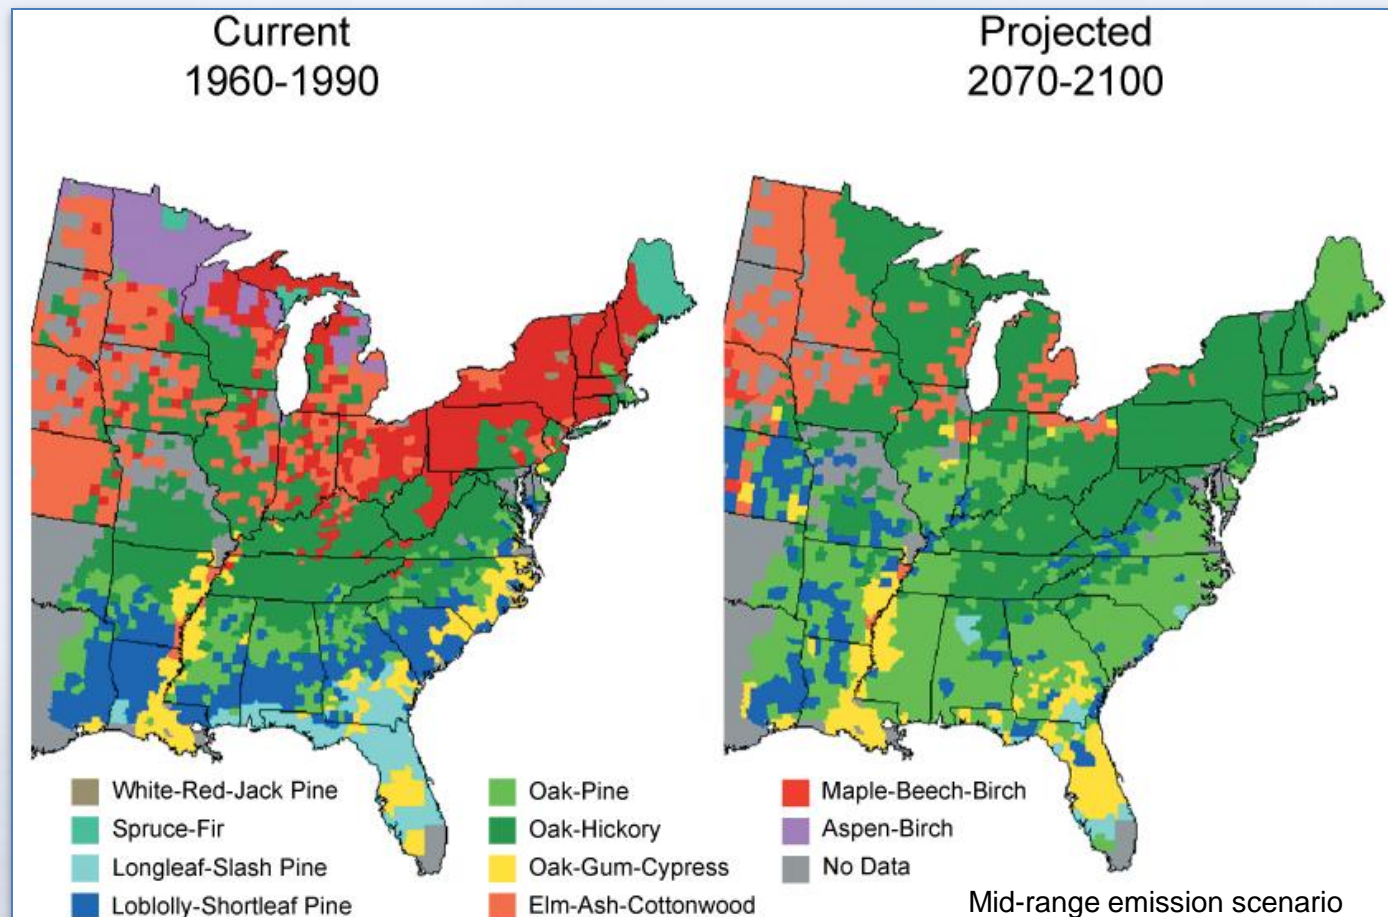 Current
1960-1990
Projected
2070-2100
White-Red-Jack Pine
Spruce-Fir
Longleaf-Slash Pine
Loblolly-Shortleaf Pine
Oak-Pine
Oak-Hickory
Oak-Gum-Cypress
Elm-Ash-Cottonwood
Maple-Beech-Birch
Aspen-Birch
No Data
Mid-range emission scenario